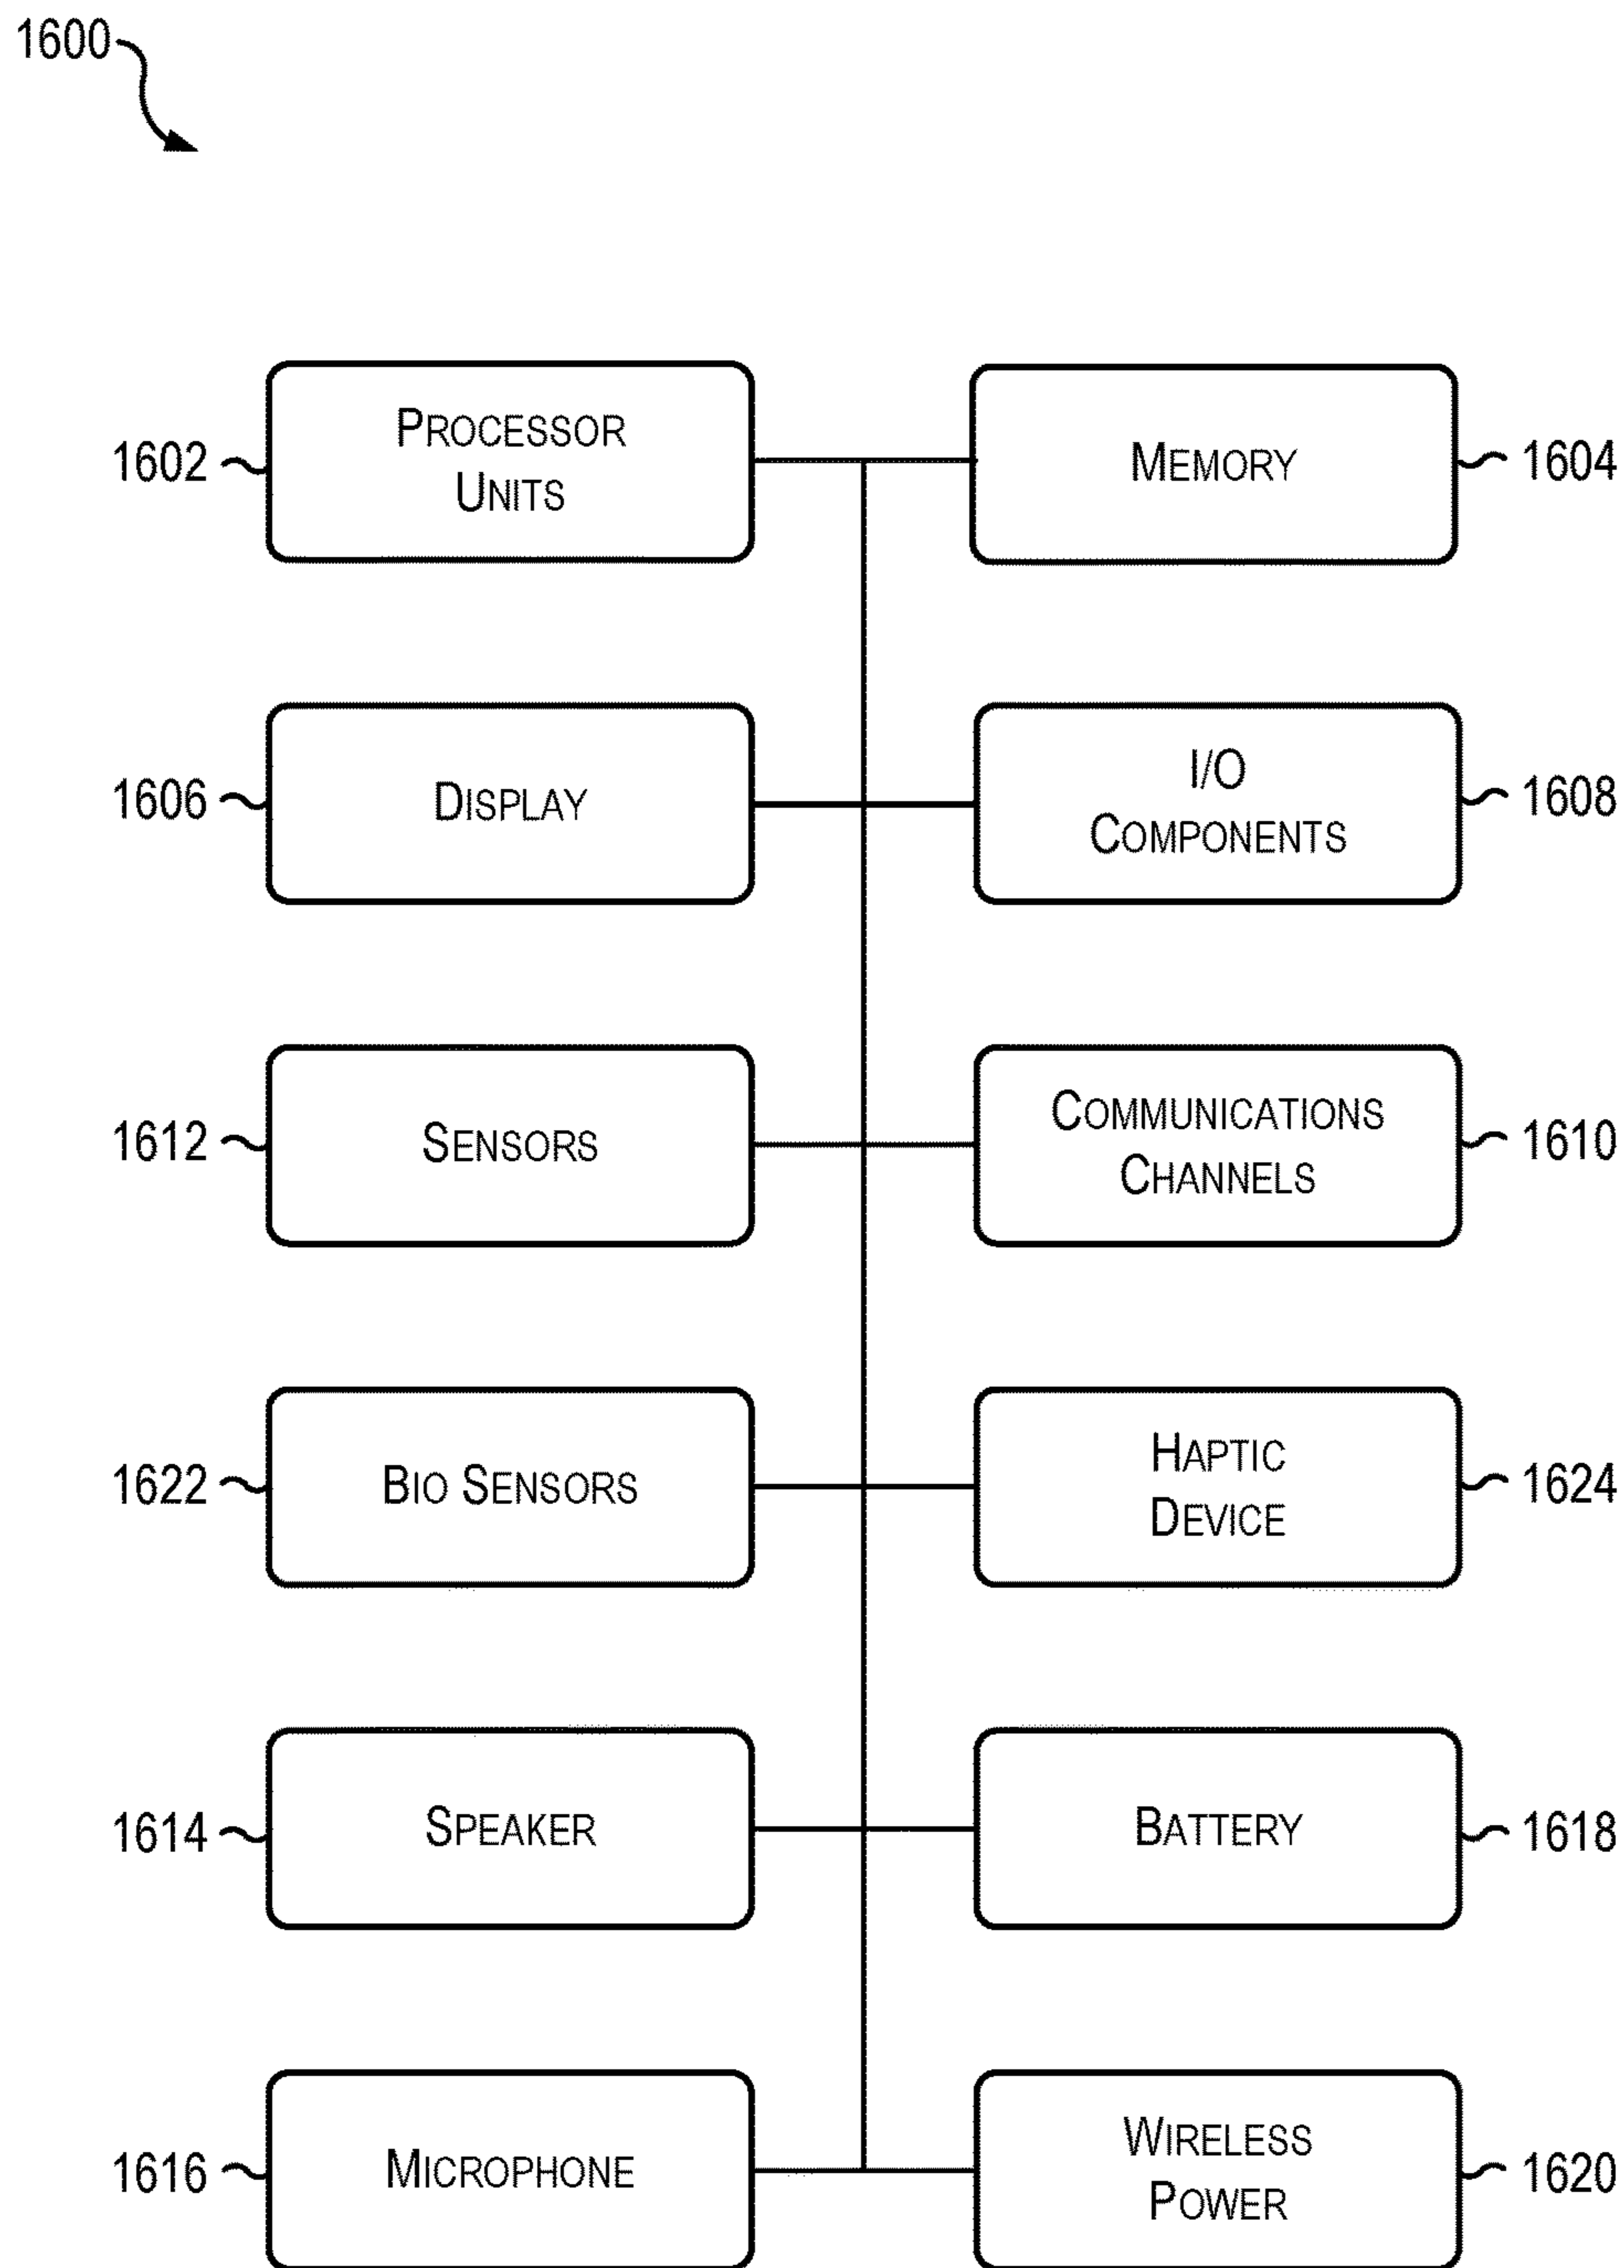 1600
1602
PROCESSOR
UNITS
MEMORY
1604
1606
DISPLAY
I/O
COMPONENTS
1608
1612
SENSORS
COMMUNICATIONS
CHANNELS
1610
1622
BIO SENSORS
HAPTIC
DEVICE
1624
1614
SPEAKER
BATTERY
1618
1616
MICROPHONE
WIRELESS
POWER
1620